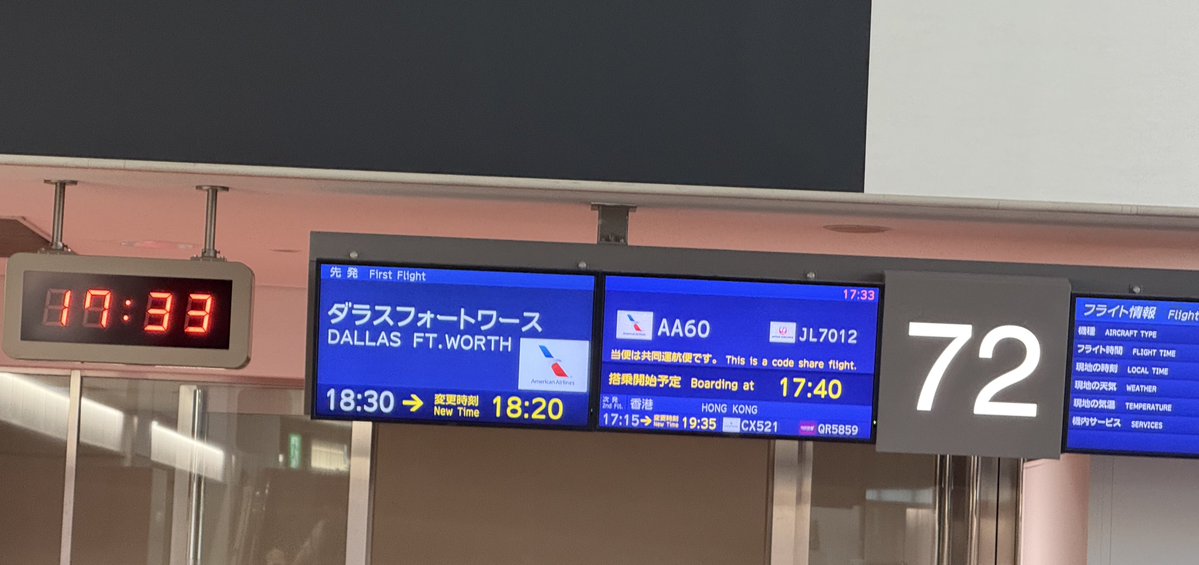 17:33
先発 First Flight
ダラスフォートワース
DALLAS FT.WORTH
American Airlines
18:30 → 変更時刻 New Time 18:20
17:33
AA60 JL7012
当便は共同運航便です。 This is a code share flight.
搭乗開始予定 Boarding at 17:40
次発 2nd Flt. 香港 HONG KONG
17:15 → 変更時刻 New Time 19:35 CX521 QR5859
72
フライト情報 Flight
機種 AIRCRAFT TYPE
フライト時間 FLIGHT TIME
現地の時刻 LOCAL TIME
現地の天気 WEATHER
現地の気温 TEMPERATURE
機内サービス SERVICES